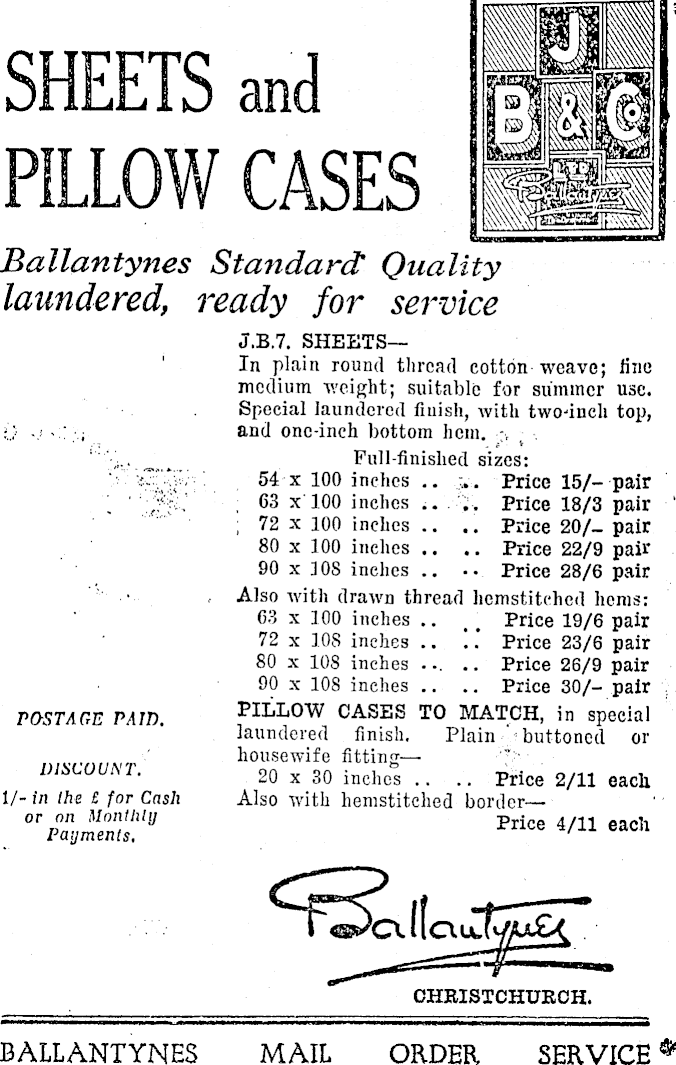 SHEETS and
PILLOW CASES
J
B & Co
LTD
Ballantynes
Ballantynes Standard Quality
laundered, ready for service
J.B.7. SHEETS—
In plain round thread cotton weave; fine
medium weight; suitable for summer use.
Special laundered finish, with two-inch top,
and one-inch bottom hem.
Full-finished sizes:
54 x 100 inches .. .. Price 15/- pair
63 x 100 inches .. .. Price 18/3 pair
72 x 100 inches .. .. Price 20/- pair
80 x 100 inches .. .. Price 22/9 pair
90 x 108 inches .. .. Price 28/6 pair
Also with drawn thread hemstitched hems:
63 x 100 inches .. .. Price 19/6 pair
72 x 108 inches .. .. Price 23/6 pair
80 x 108 inches .. .. Price 26/9 pair
90 x 108 inches .. .. Price 30/- pair
PILLOW CASES TO MATCH, in special
laundered finish. Plain buttoned or
housewife fitting—
20 x 30 inches .. .. Price 2/11 each
Also with hemstitched border—
Price 4/11 each
POSTAGE PAID.
DISCOUNT.
1/- in the £ for Cash
or on Monthly
Payments.
Ballantynes
CHRISTCHURCH.
BALLANTYNES MAIL ORDER SERVICE